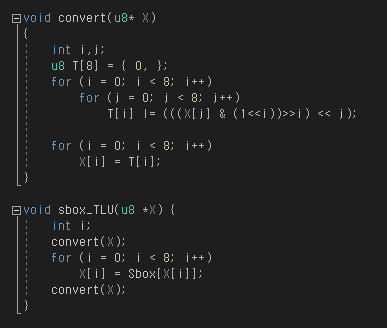 void convert(u8* X)
{
int i,j;
u8 T[8] = { 0, };
for (i = 0; i < 8; i++)
for (j = 0; j < 8; j++)
T[i] |= (((X[j] & (1<<i))>>i) << j);
for (i = 0; i < 8; i++)
X[i] = T[i];
}
void sbox_TLU(u8 *X) {
int i;
convert(X);
for (i = 0; i < 8; i++)
X[i] = Sbox[X[i]];
convert(X);
}